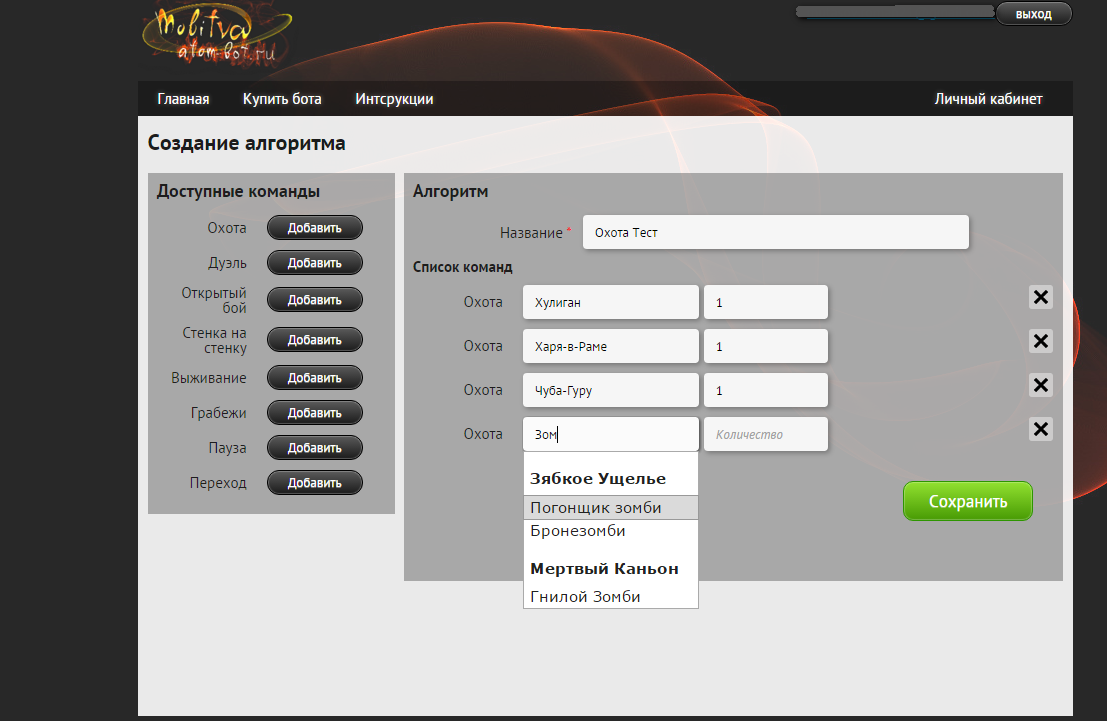 Mobitva
atom-bot.ru
выход
Главная Купить бота Интсрукции Личный кабинет
Создание алгоритма
Доступные команды
Охота Добавить
Дуэль Добавить
Открытый
бой Добавить
Стенка на
стенку Добавить
Выживание Добавить
Грабежи Добавить
Пауза Добавить
Переход Добавить
Алгоритм
Название * Охота Тест
Список команд
Охота Хулиган 1
Охота Харя-в-Раме 1
Охота Чуба-Гуру 1
Охота Зом Количество
Зябкое Ущелье
Погонщик зомби
Бронезомби
Мертвый Каньон
Гнилой Зомби
Сохранить